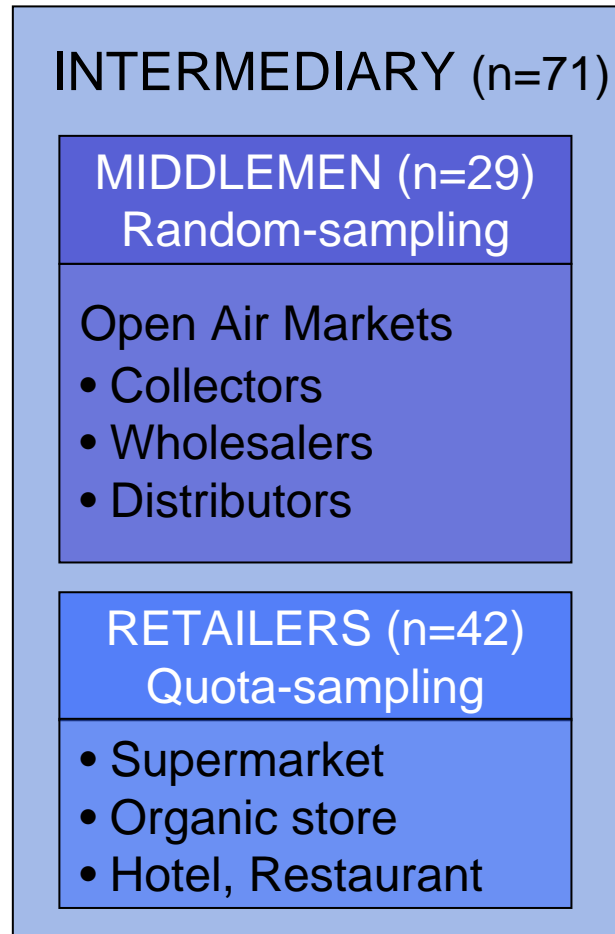 INTERMEDIARY (n=71)
MIDDLEMEN (n=29)
Random-sampling
Open Air Markets
• Collectors
• Wholesalers
• Distributors
RETAILERS (n=42)
Quota-sampling
• Supermarket
• Organic store
• Hotel, Restaurant